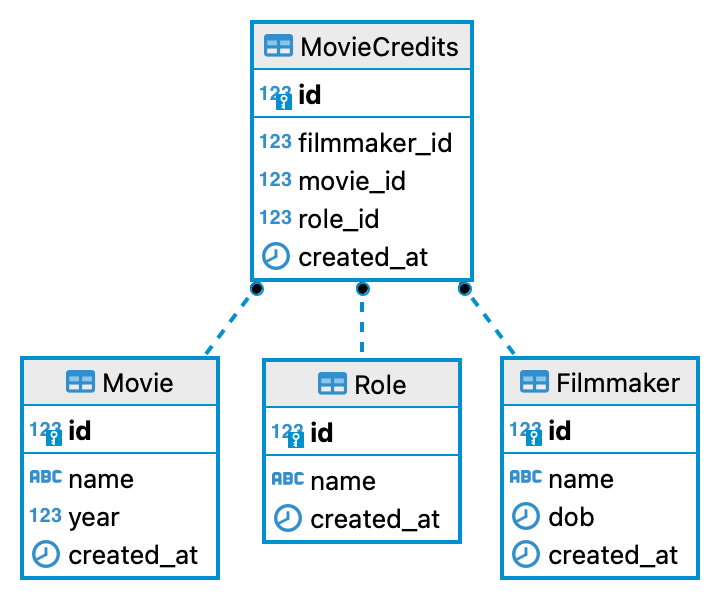 MovieCredits
123 id
123 filmmaker_id
123 movie_id
123 role_id
created_at
Movie
123 id
ABC name
123 year
created_at
Role
123 id
ABC name
created_at
Filmmaker
123 id
ABC name
dob
created_at